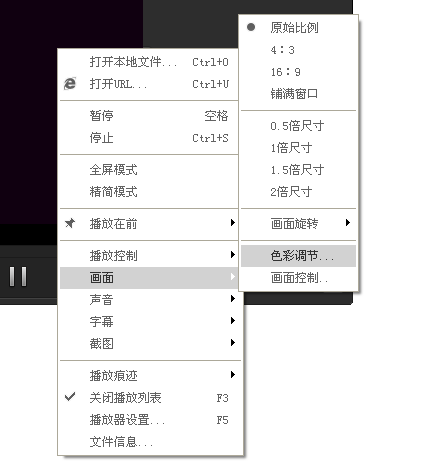 打开本地文件... Ctrl+O
打开URL... Ctrl+U
暂停 空格
停止 Ctrl+S
全屏模式
精简模式
播放在前
播放控制
画面
声音
字幕
截图
播放痕迹
关闭播放列表 F3
播放器设置... F5
文件信息...
原始比例
4：3
16：9
铺满窗口
0.5倍尺寸
1倍尺寸
1.5倍尺寸
2倍尺寸
画面旋转
色彩调节...
画面控制..